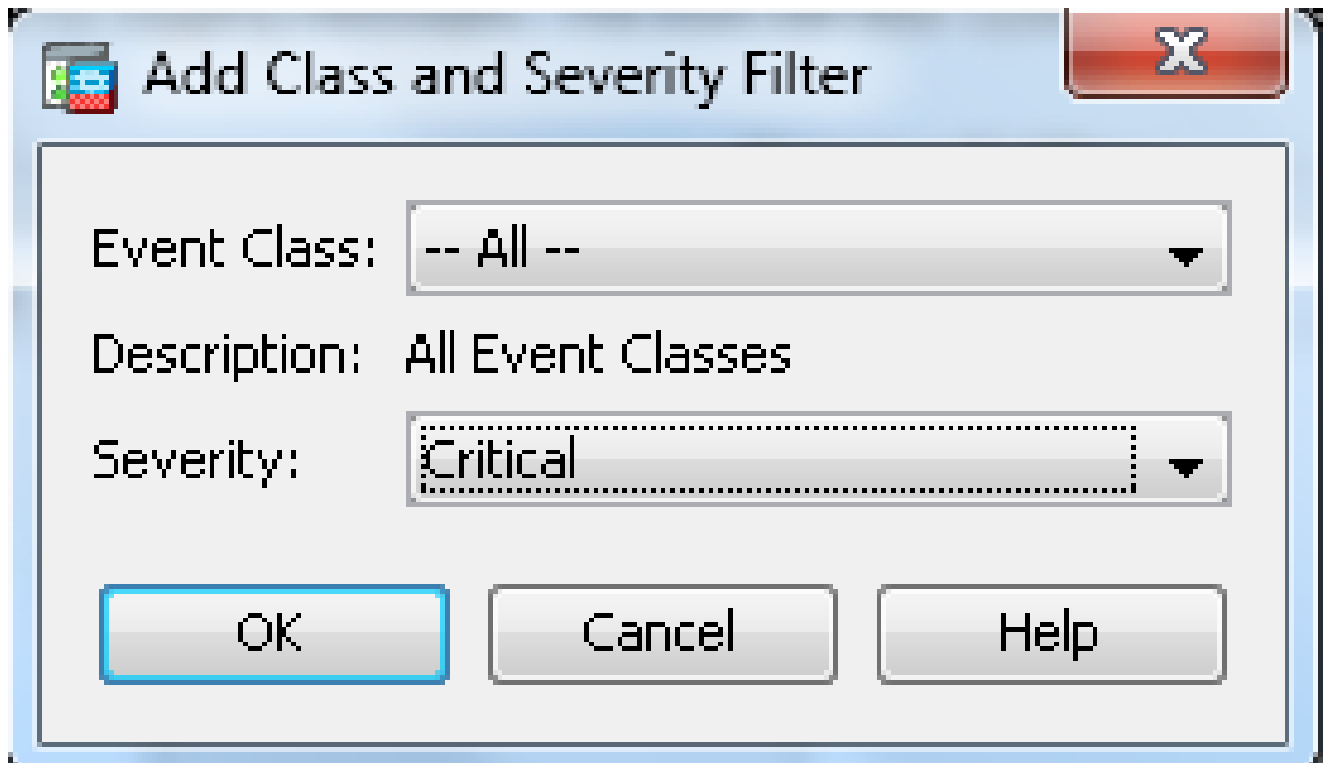 Add Class and Severity Filter
Event Class: -- All --
Description: All Event Classes
Severity: Critical
OK Cancel Help